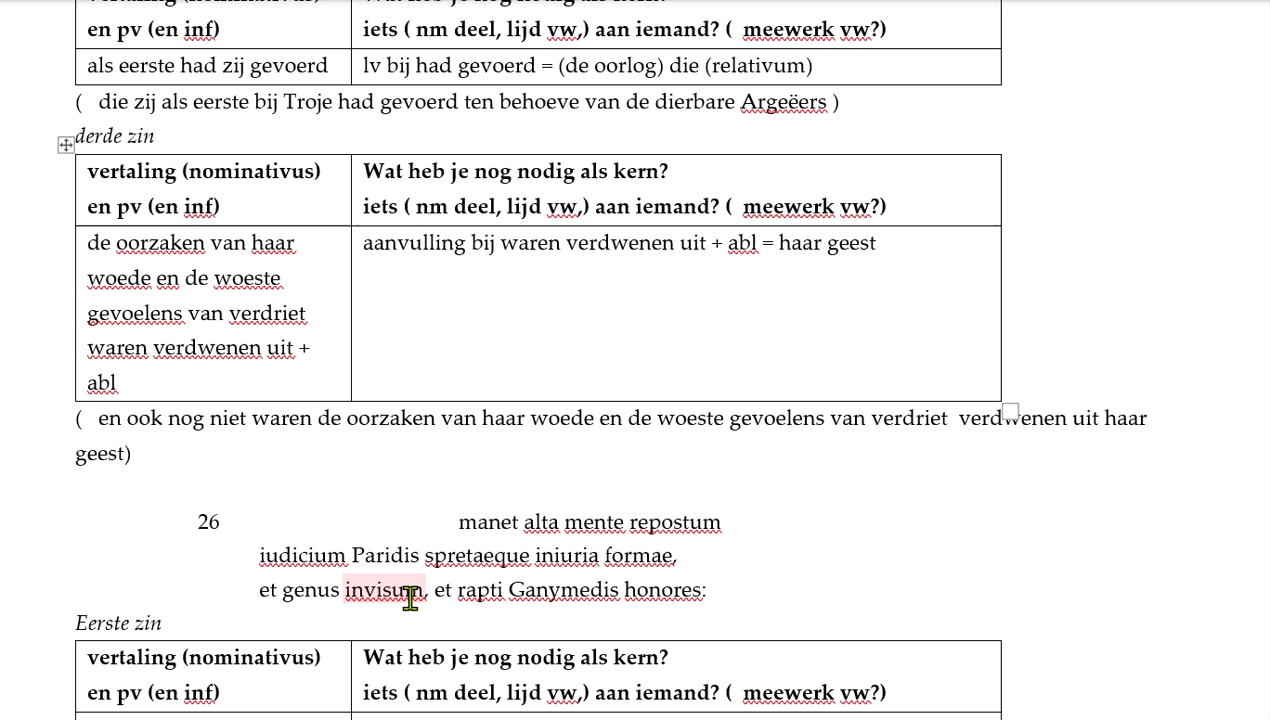 en pv (en inf) iets ( nm deel, lijd vw,) aan iemand? ( meewerk vw?)
als eerste had zij gevoerd lv bij had gevoerd = (de oorlog) die (relativum)
( die zij als eerste bij Troje had gevoerd ten behoeve van de dierbare Argeëers )
derde zin
vertaling (nominativus) Wat heb je nog nodig als kern?
en pv (en inf) iets ( nm deel, lijd vw,) aan iemand? ( meewerk vw?)
de oorzaken van haar aanvulling bij waren verdwenen uit + abl = haar geest
woede en de woeste
gevoelens van verdriet
waren verdwenen uit +
abl
( en ook nog niet waren de oorzaken van haar woede en de woeste gevoelens van verdriet verdwenen uit haar
geest)
26 manet alta mente repostum
iudicium Paridis spretaeque iniuria formae,
et genus invisum, et rapti Ganymedis honores:
Eerste zin
vertaling (nominativus) Wat heb je nog nodig als kern?
en pv (en inf) iets ( nm deel, lijd vw,) aan iemand? ( meewerk vw?)